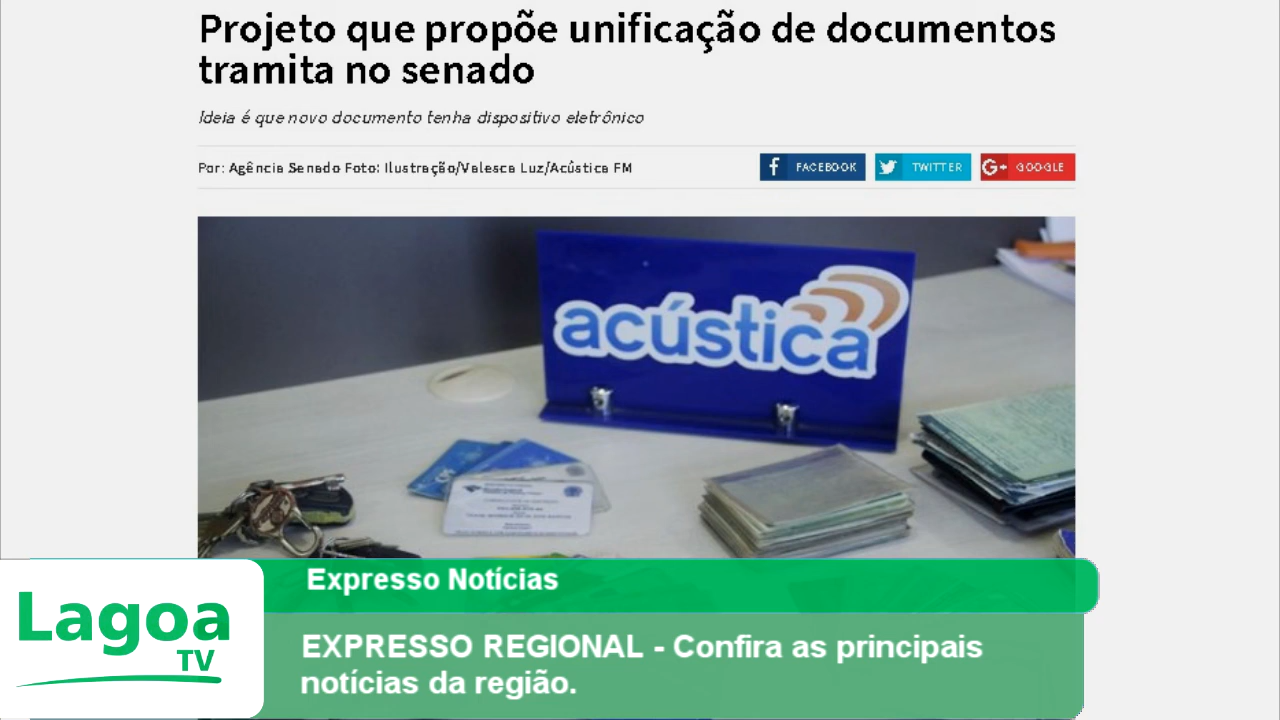 Projeto que propõe unificação de documentos
tramita no senado
Ideia é que novo documento tenha dispositivo eletrônico
Por: Agência Senado Foto: Ilustração/Valesca Luz/Acústica FM
FACEBOOK
TWITTER
G+ GOOGLE
acústica
Expresso Notícias
Lagoa
TV
EXPRESSO REGIONAL - Confira as principais
notícias da região.